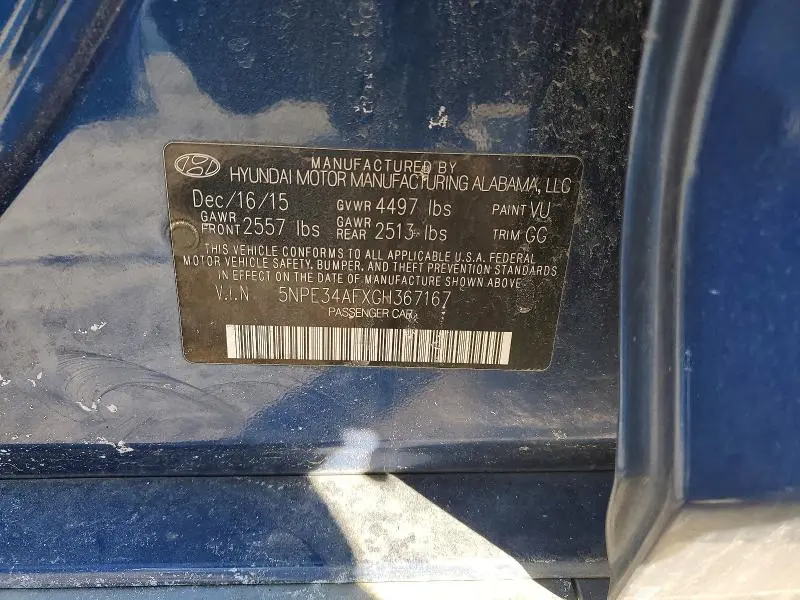 MANUFACTURED BY
HYUNDAI MOTOR MANUFACTURING ALABAMA, LLC
Dec/16/15 GVWR 4497 lbs PAINT VU
GAWR FRONT 2557 lbs GAWR REAR 2513 lbs TRIM GG
THIS VEHICLE CONFORMS TO ALL APPLICABLE U.S.A. FEDERAL
MOTOR VEHICLE SAFETY, BUMPER, AND THEFT PREVENTION STANDARDS
IN EFFECT ON THE DATE OF MANUFACTURE SHOWN ABOVE.
V.I.N 5NPE34AFXGH367167
PASSENGER CAR